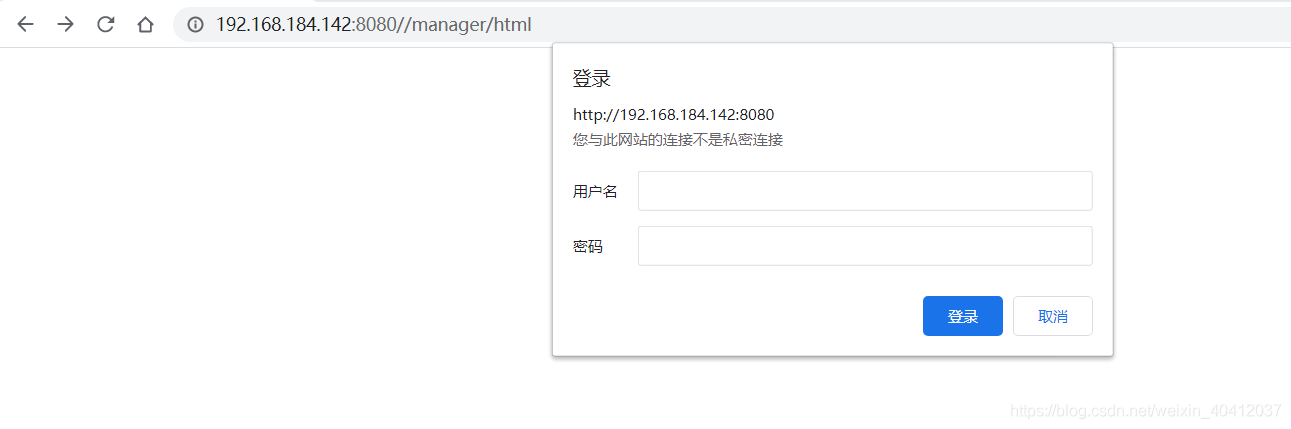 192.168.184.142:8080//manager/html
登录
http://192.168.184.142:8080
您与此网站的连接不是私密连接
用户名
密码
登录 取消
https://blog.csdn.net/weixin_40412037